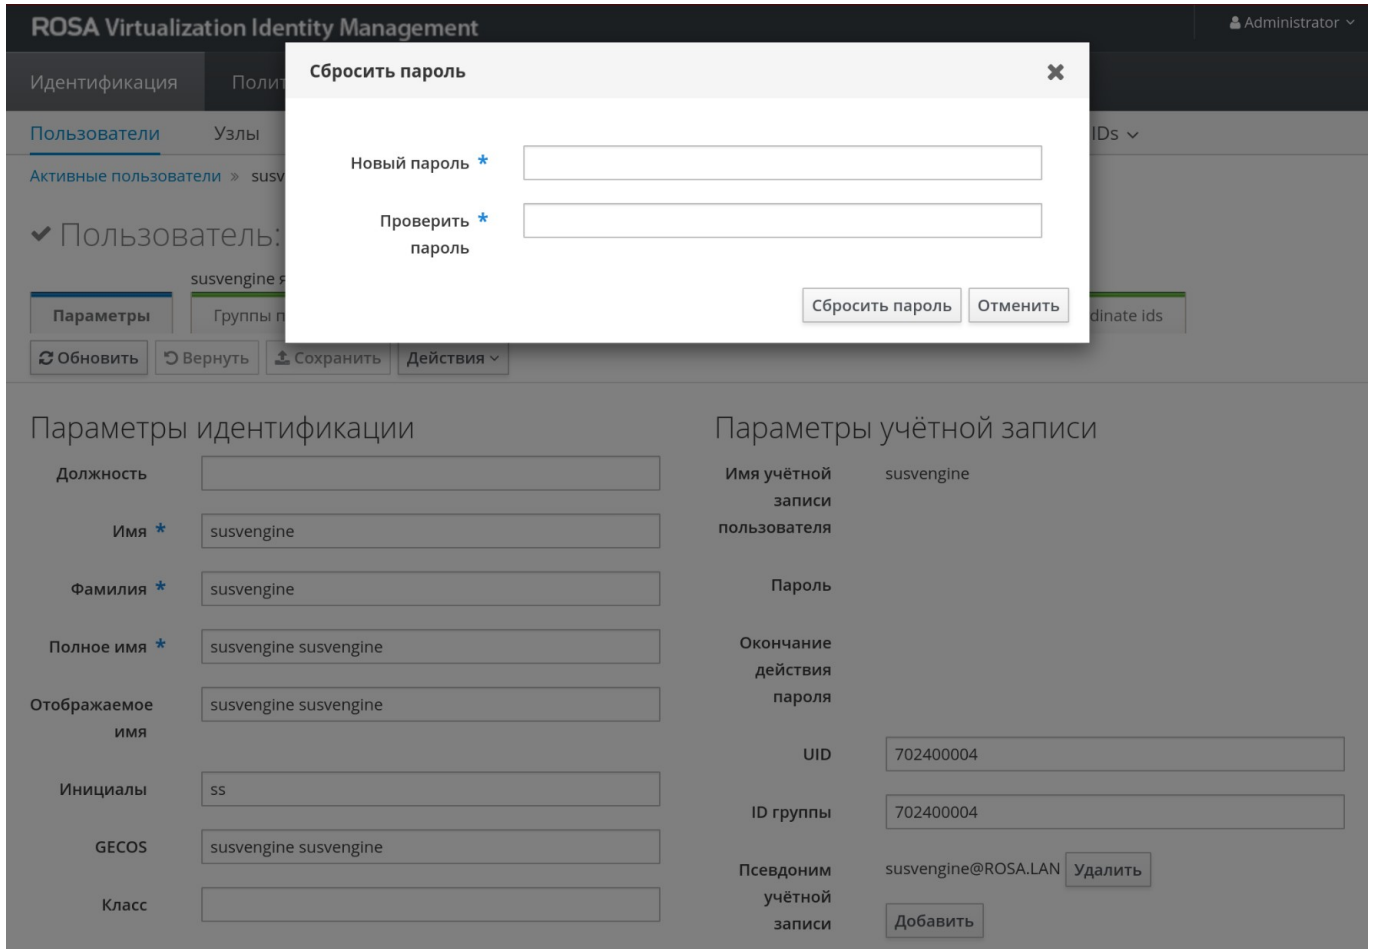 ROSA Virtualization Identity Management
Administrator
Сбросить пароль
Идентификация
Полит
Пользователи Узлы IDs
Новый пароль *
Активные пользователи » susv
Проверить *
пароль
Пользователь:
susvengine я
Сбросить пароль Отменить
Параметры Группы п dinate ids
Обновить Вернуть Сохранить Действия
Параметры идентификации
Параметры учётной записи
Должность
Имя * susvengine
Фамилия * susvengine
Полное имя * susvengine susvengine
Отображаемое
имя
susvengine susvengine
Инициалы ss
GECOS susvengine susvengine
Класс
Имя учётной
записи
пользователя
susvengine
Пароль
Окончание
действия
пароля
UID 702400004
ID группы 702400004
Псевдоним
учётной
записи
susvengine@ROSA.LAN Удалить
Добавить